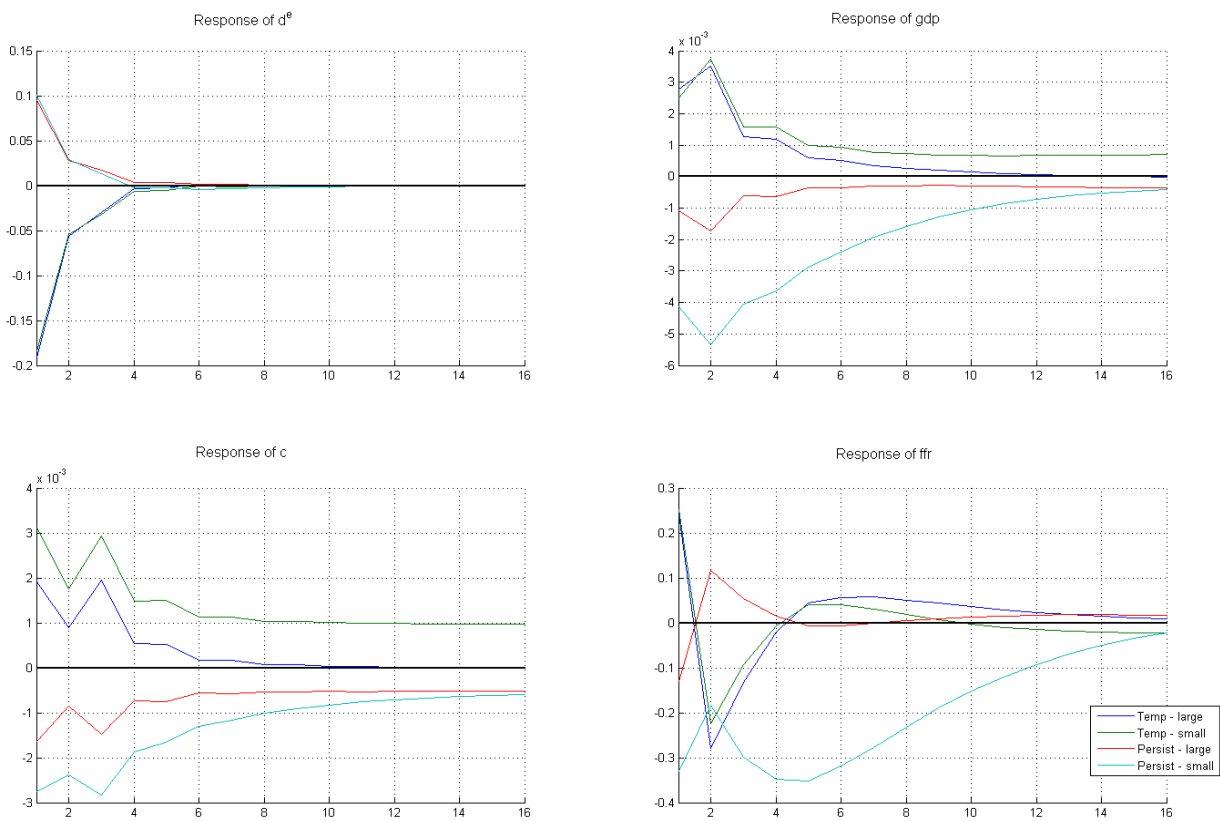 Response of dᵉ
0.15
0.1
0.05
0
-0.05
-0.1
-0.15
-0.2
2 4 6 8 10 12 14 16
Response of gdp
x 10⁻³
4
3
2
1
0
-1
-2
-3
-4
-5
-6
2 4 6 8 10 12 14 16
Response of c
x 10⁻³
4
3
2
1
0
-1
-2
-3
2 4 6 8 10 12 14 16
Response of ffr
0.3
0.2
0.1
0
-0.1
-0.2
-0.3
-0.4
2 4 6 8 10 12 14 16
Temp - large
Temp - small
Persist - large
Persist - small